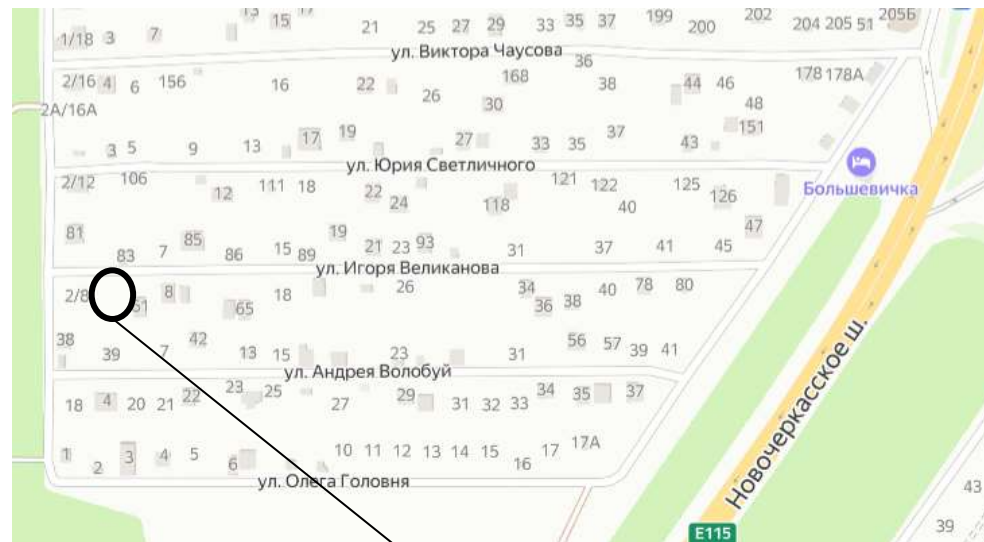 13 15 17
21 25 27 29 33 35 37 199 200 202 204 205 51 205Б
1/18 3 7
ул. Виктора Чаусова
36
2/16 4 6 156 16 22 26 168 30 38 44 46 48 178 178А
2А/16А
151
3 5 9 13 17 19 27 33 35 37 43
ул. Юрия Светличного
Большевичка
2/12 106 12 111 18 22 24 118 121 122 40 125 126
81 83 7 85 86 15 89 19 21 23 93 31 37 41 45 47
ул. Игоря Великанова
2/8 8 65 18 26 34 36 38 40 78 80
38 39 7 42 13 15 23 31 56 57 39 41
ул. Андрея Волобуй
18 4 20 21 22 23 25 27 29 31 32 33 34 35 37
1 2 3 4 5 6 10 11 12 13 14 15 16 17 17А
ул. Олега Головня
Новочеркасское ш.
E115
43
39